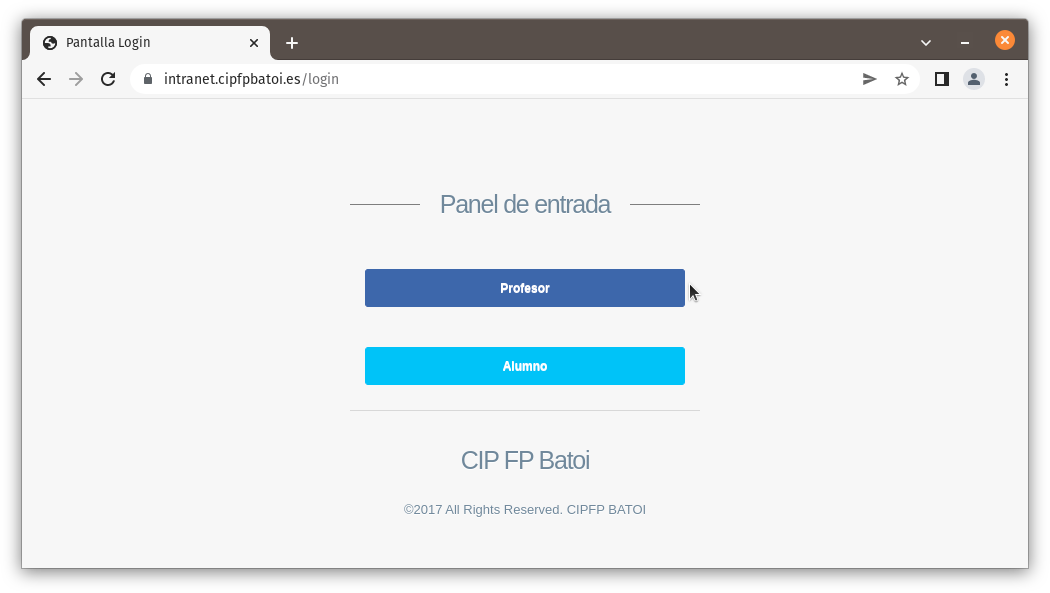 Pantalla Login
intranet.cipfpbatoi.es/login
Panel de entrada
Profesor
Alumno
CIP FP Batoi
©2017 All Rights Reserved. CIPFP BATOI